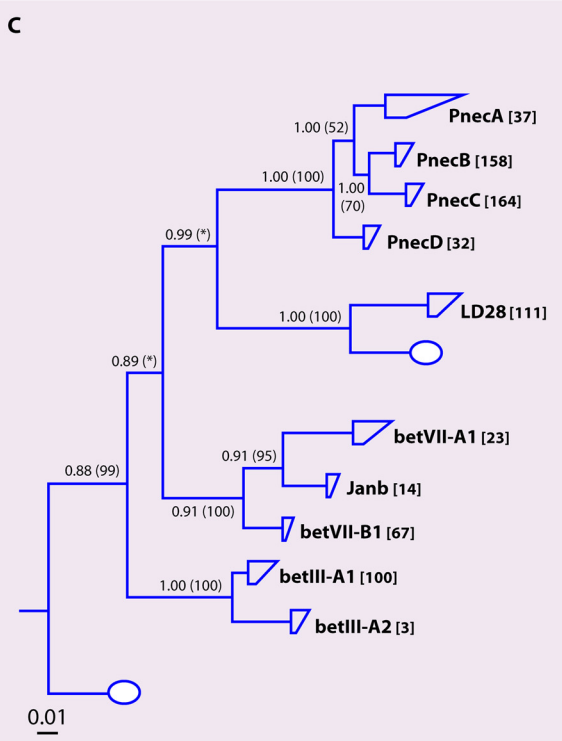 C
PnecA [37]
1.00 (52)
PnecB [158]
1.00 (100)
1.00
(70)
PnecC [164]
0.99 (*)
PnecD [32]
LD28 [111]
1.00 (100)
0.89 (*)
betVII-A1 [23]
0.91 (95)
0.88 (99)
Janb [14]
0.91 (100)
betVII-B1 [67]
betIII-A1 [100]
1.00 (100)
betIII-A2 [3]
0.01